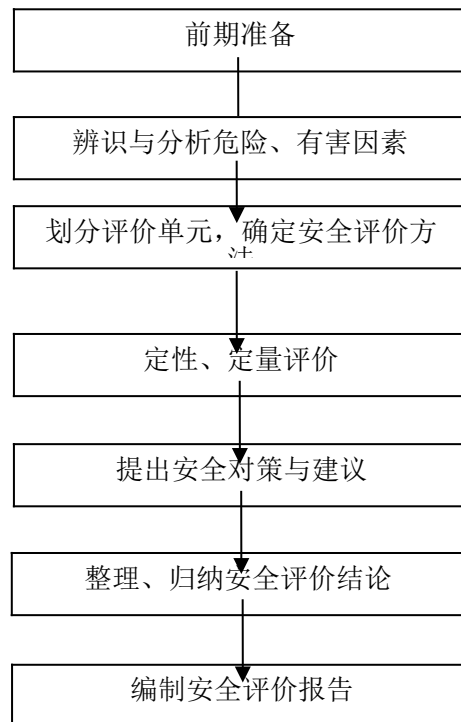 前期准备
辨识与分析危险、有害因素
划分评价单元，确定安全评价方
法
定性、定量评价
提出安全对策与建议
整理、归纳安全评价结论
编制安全评价报告